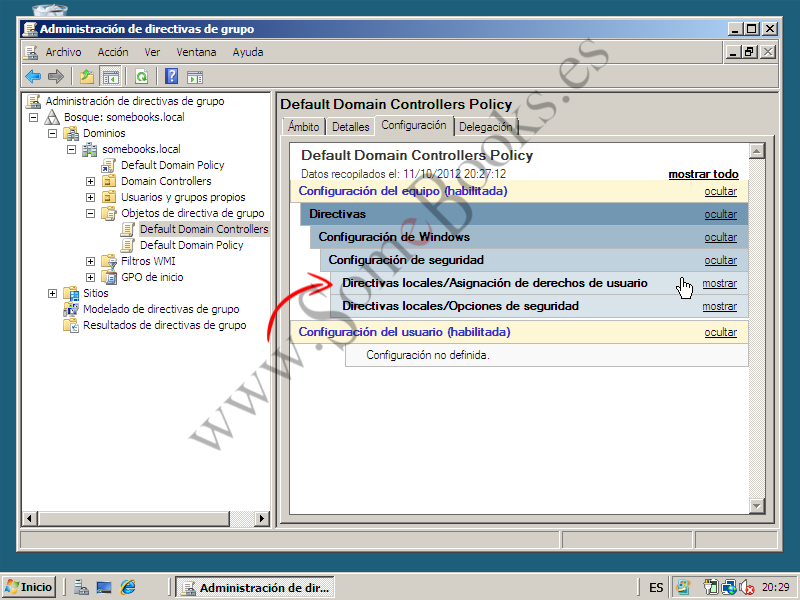 Administración de directivas de grupo
Archivo Acción Ver Ventana Ayuda
Administración de directivas de grupo
Bosque: somebooks.local
Dominios
somebooks.local
Default Domain Policy
Domain Controllers
Usuarios y grupos propios
Objetos de directiva de grupo
Default Domain Controllers
Default Domain Policy
Filtros WMI
GPO de inicio
Sitios
Modelado de directivas de grupo
Resultados de directivas de grupo
Default Domain Controllers Policy
Ámbito Detalles Configuración Delegación
Default Domain Controllers Policy
Datos recopilados el: 11/10/2012 20:27:12 mostrar todo
Configuración del equipo (habilitada) ocultar
Directivas ocultar
Configuración de Windows ocultar
Configuración de seguridad ocultar
Directivas locales/Asignación de derechos de usuario mostrar
Directivas locales/Opciones de seguridad mostrar
Configuración del usuario (habilitada) ocultar
Configuración no definida.
www.SomeBooks.es
Inicio Administración de dir... ES 20:29